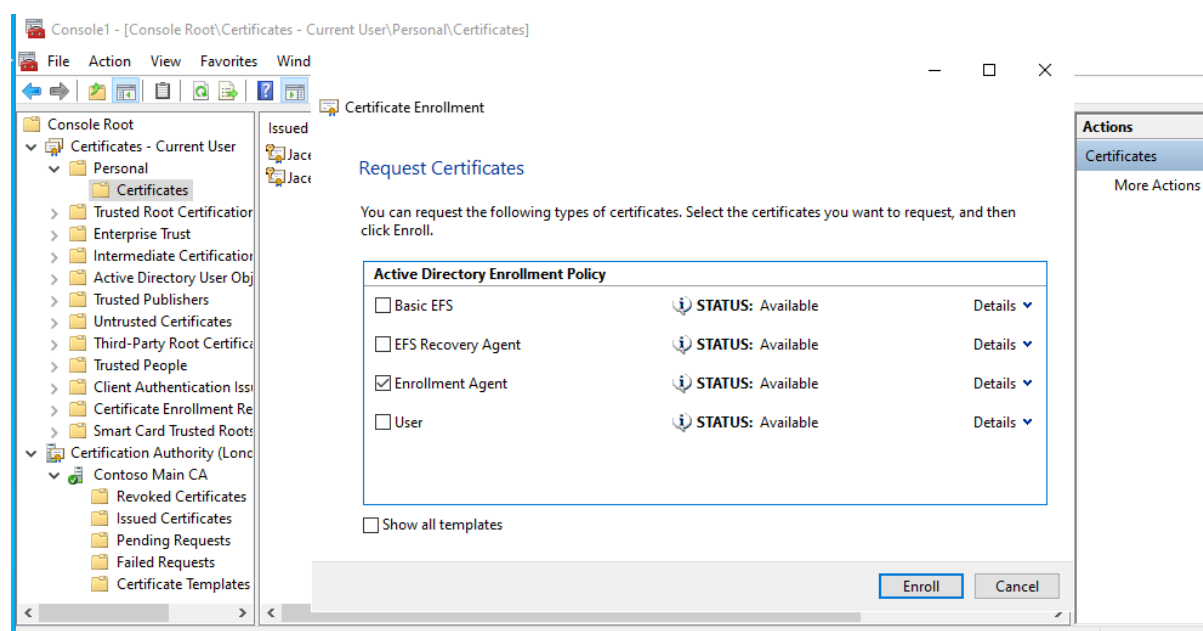 Console1 - [Console Root\Certificates - Current User\Personal\Certificates]
File Action View Favorites Wind
Certificate Enrollment
Console Root
Certificates - Current User
Personal
Certificates
Trusted Root Certification
Enterprise Trust
Intermediate Certification
Active Directory User Obj
Trusted Publishers
Untrusted Certificates
Third-Party Root Certifica
Trusted People
Client Authentication Issu
Certificate Enrollment Re
Smart Card Trusted Roots
Certification Authority (Lond
Contoso Main CA
Revoked Certificates
Issued Certificates
Pending Requests
Failed Requests
Certificate Templates
Issued
Jace
Jace
Request Certificates
You can request the following types of certificates. Select the certificates you want to request, and then
click Enroll.
Active Directory Enrollment Policy
Basic EFS STATUS: Available Details
EFS Recovery Agent STATUS: Available Details
Enrollment Agent STATUS: Available Details
User STATUS: Available Details
Show all templates
Enroll Cancel
Actions
Certificates
More Actions